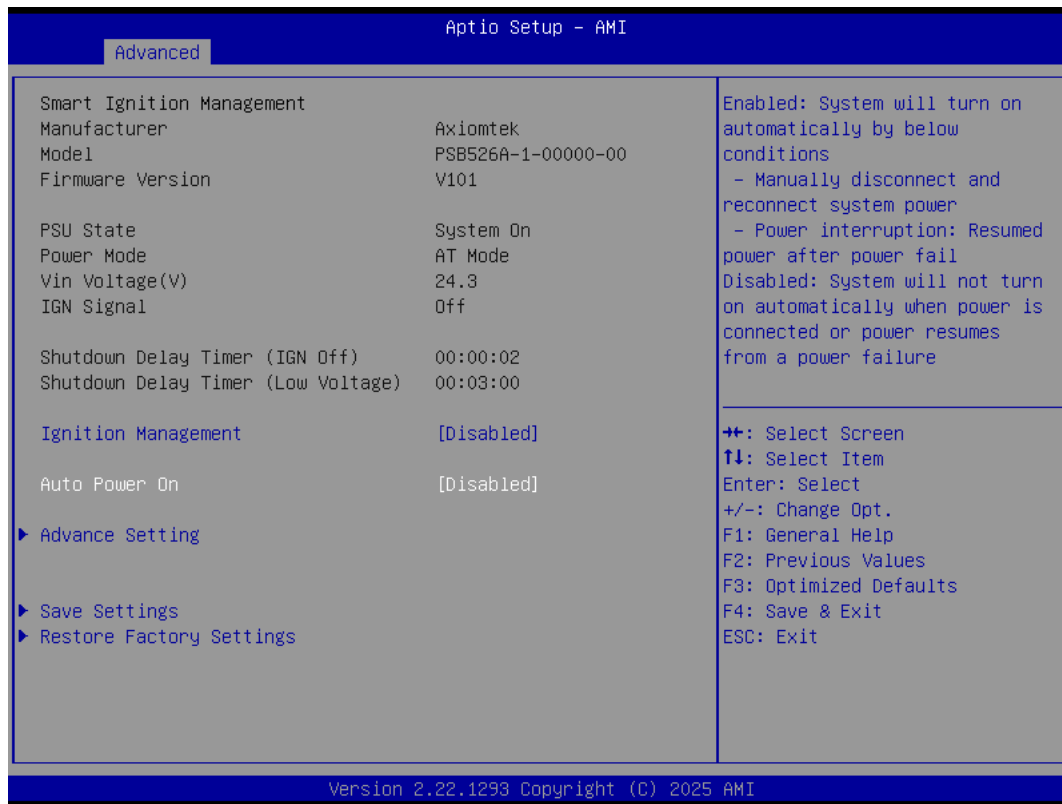 Aptio Setup - AMI
Advanced
Smart Ignition Management
Manufacturer Axiomtek
Model PSB526A-1-00000-00
Firmware Version V101
PSU State System On
Power Mode AT Mode
Vin Voltage(V) 24.3
IGN Signal Off
Shutdown Delay Timer (IGN Off) 00:00:02
Shutdown Delay Timer (Low Voltage) 00:03:00
Ignition Management [Disabled]
Auto Power On [Disabled]
Advance Setting
Save Settings
Restore Factory Settings
Enabled: System will turn on
automatically by below
conditions
- Manually disconnect and
reconnect system power
- Power interruption: Resumed
power after power fail
Disabled: System will not turn
on automatically when power is
connected or power resumes
from a power failure
→←: Select Screen
↑↓: Select Item
Enter: Select
+/-: Change Opt.
F1: General Help
F2: Previous Values
F3: Optimized Defaults
F4: Save & Exit
ESC: Exit
Version 2.22.1293 Copyright (C) 2025 AMI